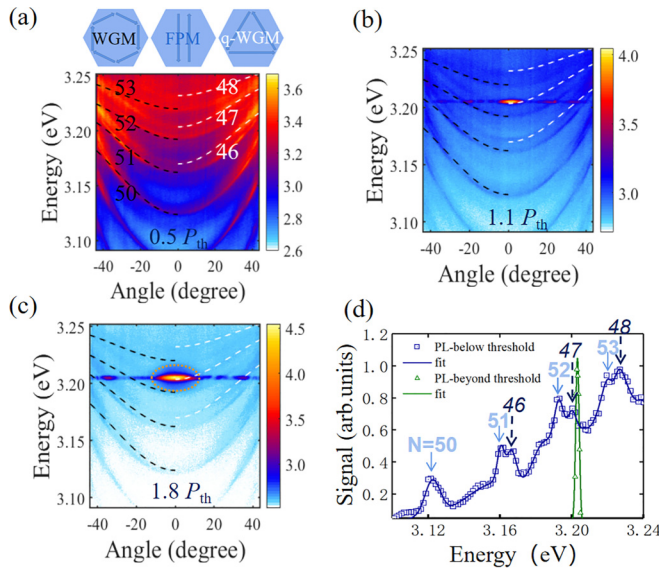 (a)
WGM FPM q-WGM
3.25
3.20
3.15
3.10
Energy (eV)
53
52
51
50
48
47
46
0.5 Pth
-40 -20 0 20 40
Angle (degree)
3.6
3.4
3.2
3.0
2.8
2.6
(b)
3.25
3.20
3.15
3.10
Energy (eV)
1.1 Pth
-40 -20 0 20 40
Angle (degree)
4.0
3.5
3.0
(c)
3.25
3.20
3.15
3.10
Energy (eV)
1.8 Pth
-40 -20 0 20 40
Angle (degree)
4.5
4.0
3.5
3.0
2.5
(d)
1.2
1.0
0.8
0.6
0.4
0.2
Signal (arb.units)
PL-below threshold
fit
PL-beyond threshold
fit
N=50
51
46
52
47
53
48
3.12 3.16 3.20 3.24
Energy (eV)